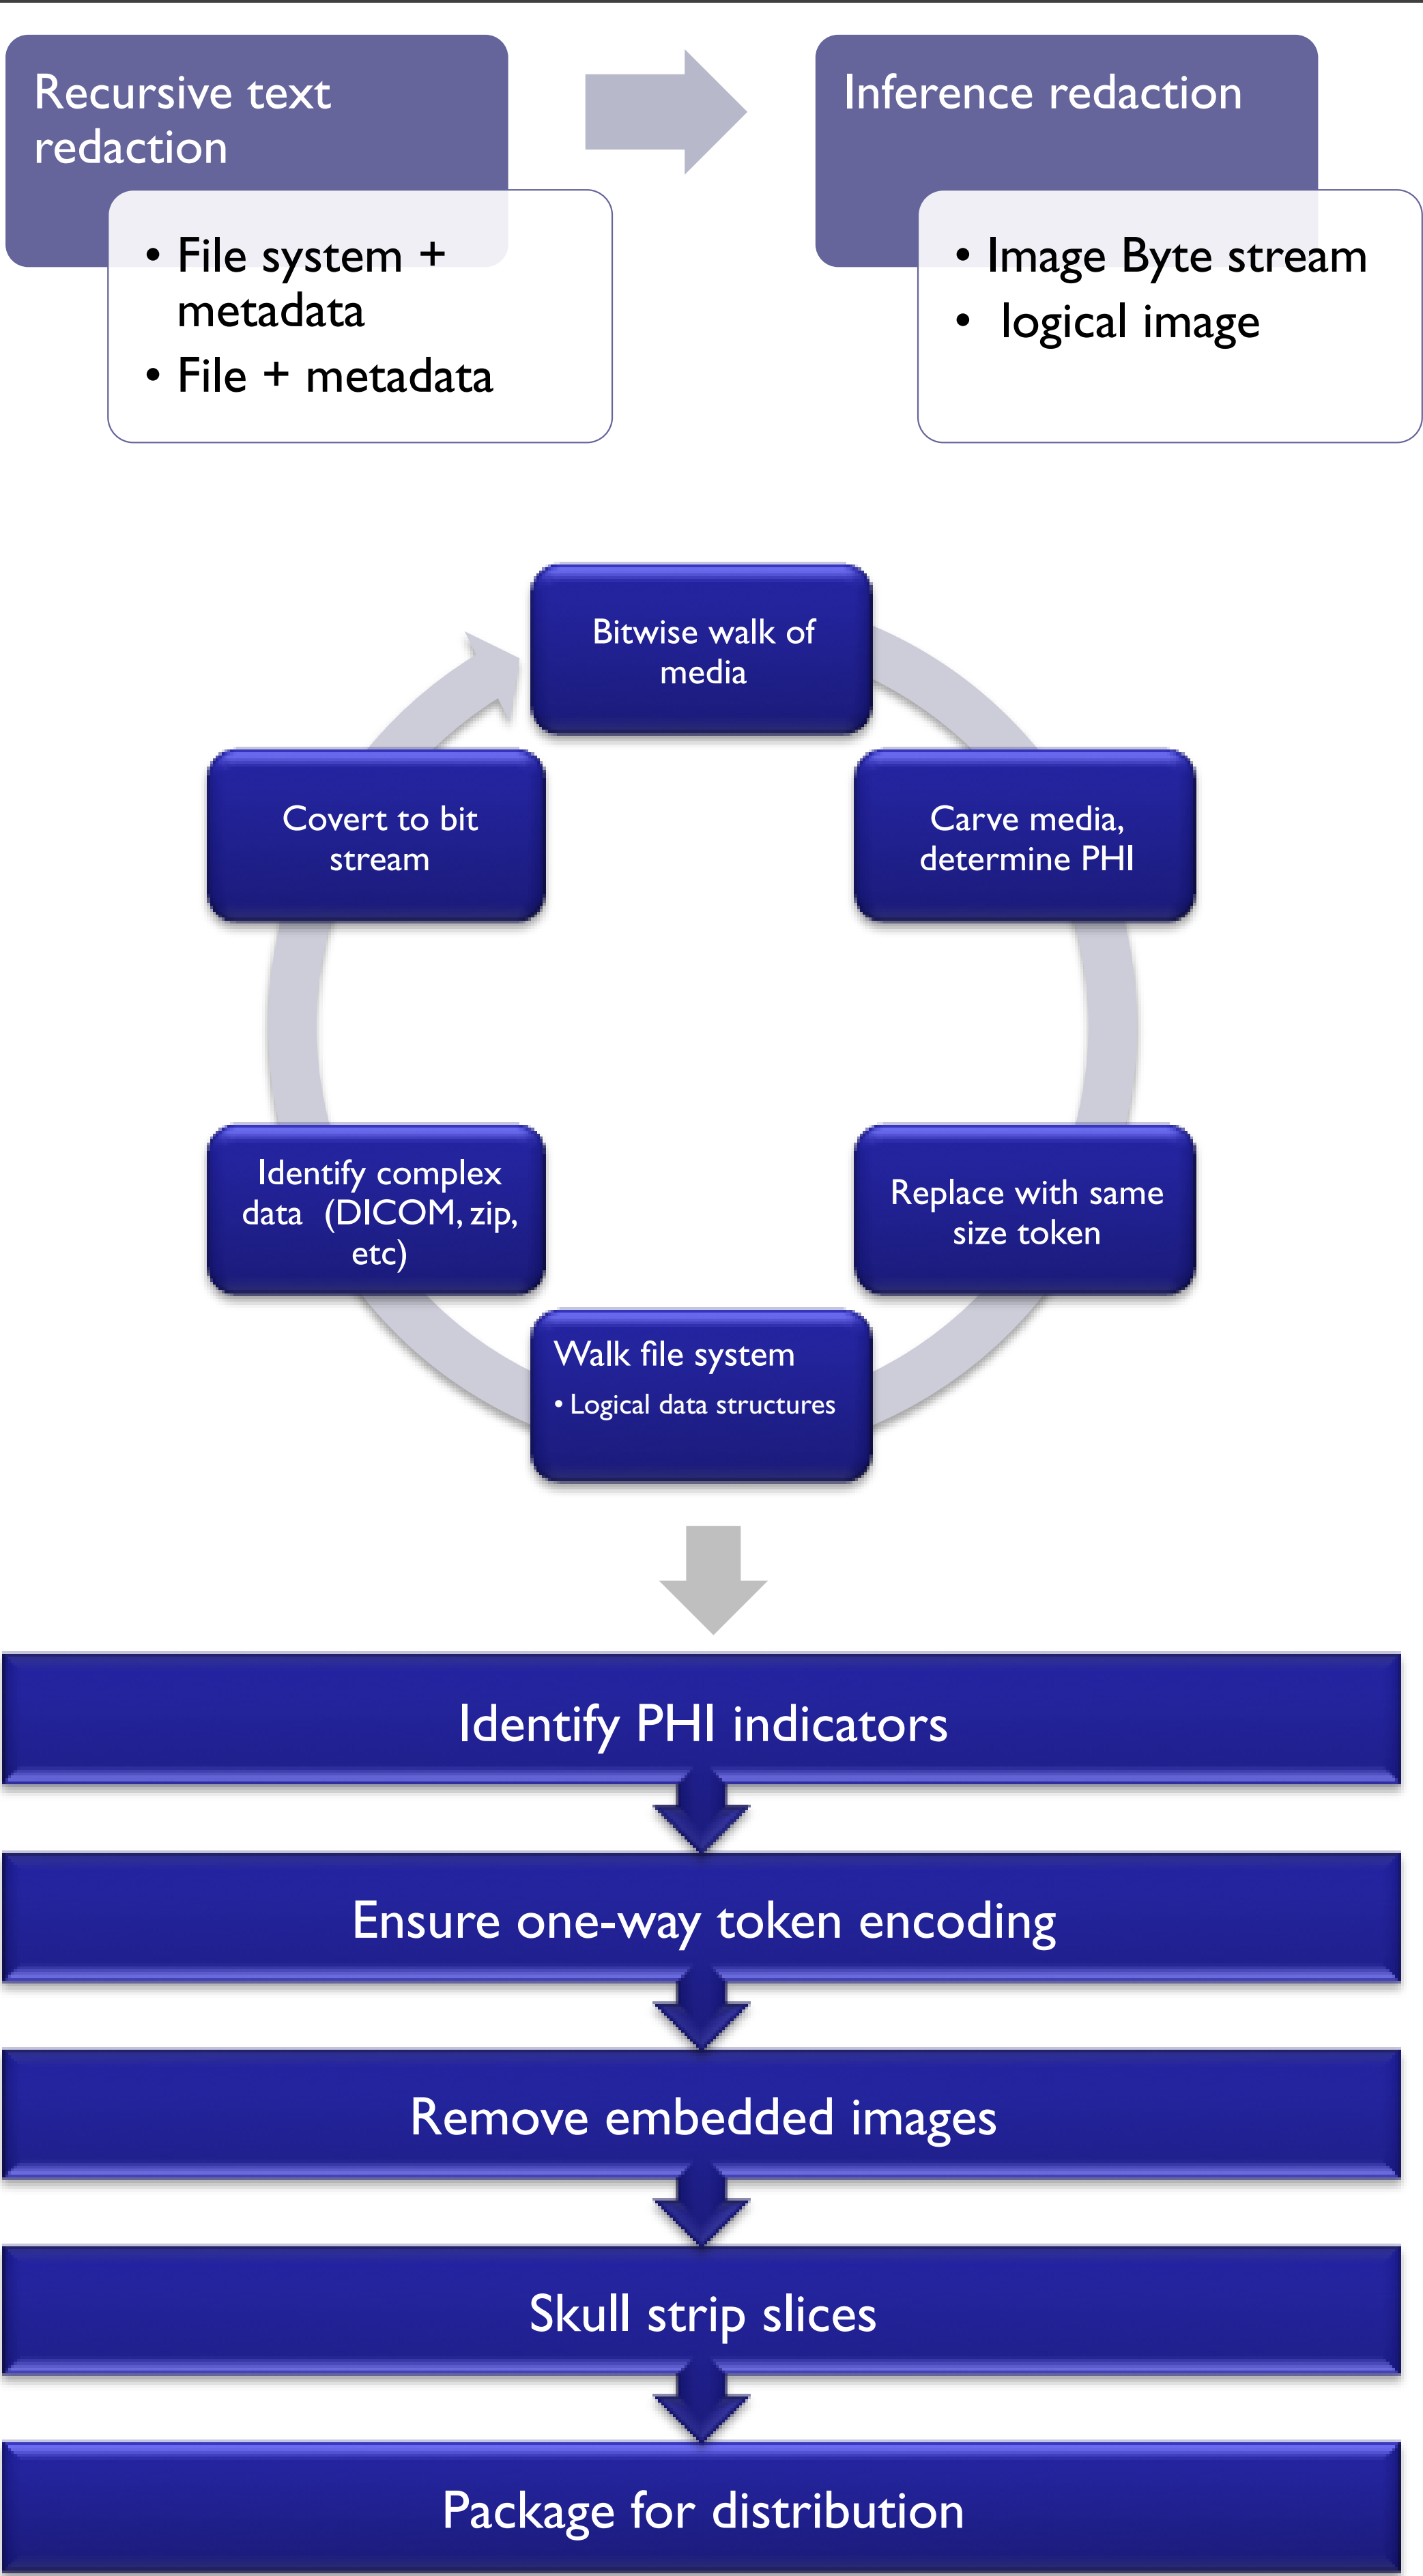 Recursive text
redaction
• File system +
metadata
• File + metadata
Inference redaction
• Image Byte stream
• logical image
Bitwise walk of
media
Carve media,
determine PHI
Replace with same
size token
Walk file system
• Logical data structures
Identify complex
data (DICOM, zip,
etc)
Covert to bit
stream
Identify PHI indicators
Ensure one-way token encoding
Remove embedded images
Skull strip slices
Package for distribution